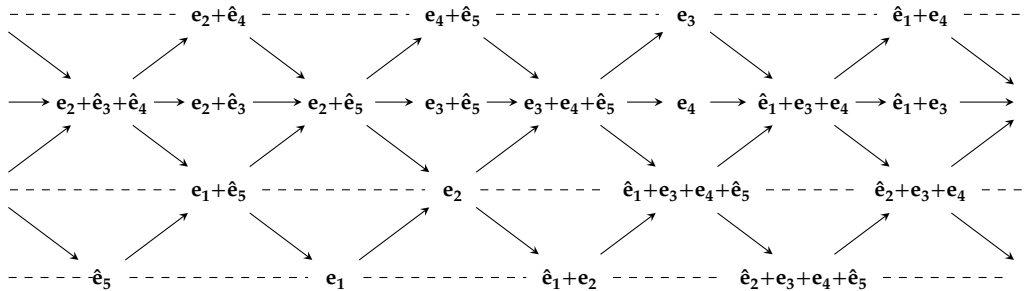 e₂+ê₄ e₄+ê₅ e₃ ê₁+e₄
e₂+ê₃+ê₄ e₂+ê₃ e₂+ê₅ e₃+ê₅ e₃+e₄+ê₅ e₄ ê₁+e₃+e₄ ê₁+e₃
e₁+ê₅ e₂ ê₁+e₃+e₄+ê₅ ê₂+e₃+e₄
ê₅ e₁ ê₁+e₂ ê₂+e₃+e₄+ê₅